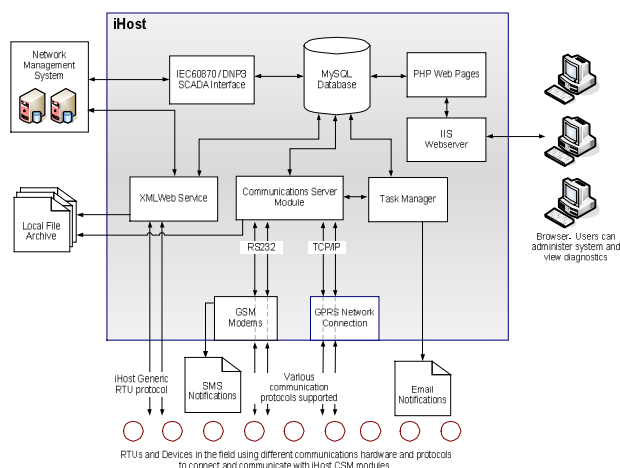 iHost
Network
Management
System
IEC60870/DNP3
SCADA Interface
MySQL
Database
PHP Web Pages
IIS
Webserver
XMLWeb Service
Communications Server
Module
Task Manager
Local File
Archive
Browser- Users can
administer system and
view diagnostics
RS232
TCP/IP
GSM
Modems
GPRS Network
Connection
iHost Generic
RTU protocol
SMS
Notifications
Various
communication
protocols supported
Email
Notifications
RTUs and Devices in the field using different communications hardware and protocols
to connect and communicate with iHost CSM modules